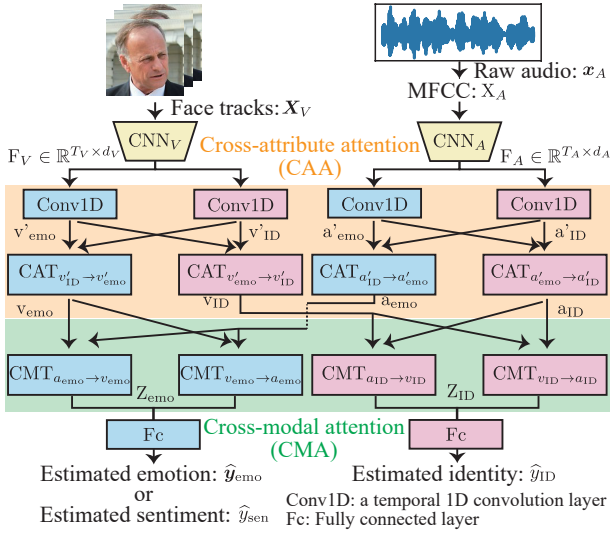 Raw audio: x_A
MFCC: X_A
Face tracks: X_V
CNN_V
CNN_A
Cross-attribute attention
(CAA)
F_V ∈ ℝ^{T_V×d_V}
F_A ∈ ℝ^{T_A×d_A}
Conv1D Conv1D Conv1D Conv1D
v'_emo v'_ID a'_emo a'_ID
CAT_{v'_ID→v'_emo} CAT_{v'_emo→v'_ID} CAT_{a'_ID→a'_emo} CAT_{a'_emo→a'_ID}
v_emo v_ID a_emo a_ID
CMT_{a_emo→v_emo} CMT_{v_emo→a_emo} CMT_{a_ID→v_ID} CMT_{v_ID→a_ID}
Z_emo Z_ID
Fc Fc
Cross-modal attention
(CMA)
Estimated emotion: ŷ_emo
or
Estimated sentiment: ŷ_sen
Estimated identity: ŷ_ID
Conv1D: a temporal 1D convolution layer
Fc: Fully connected layer